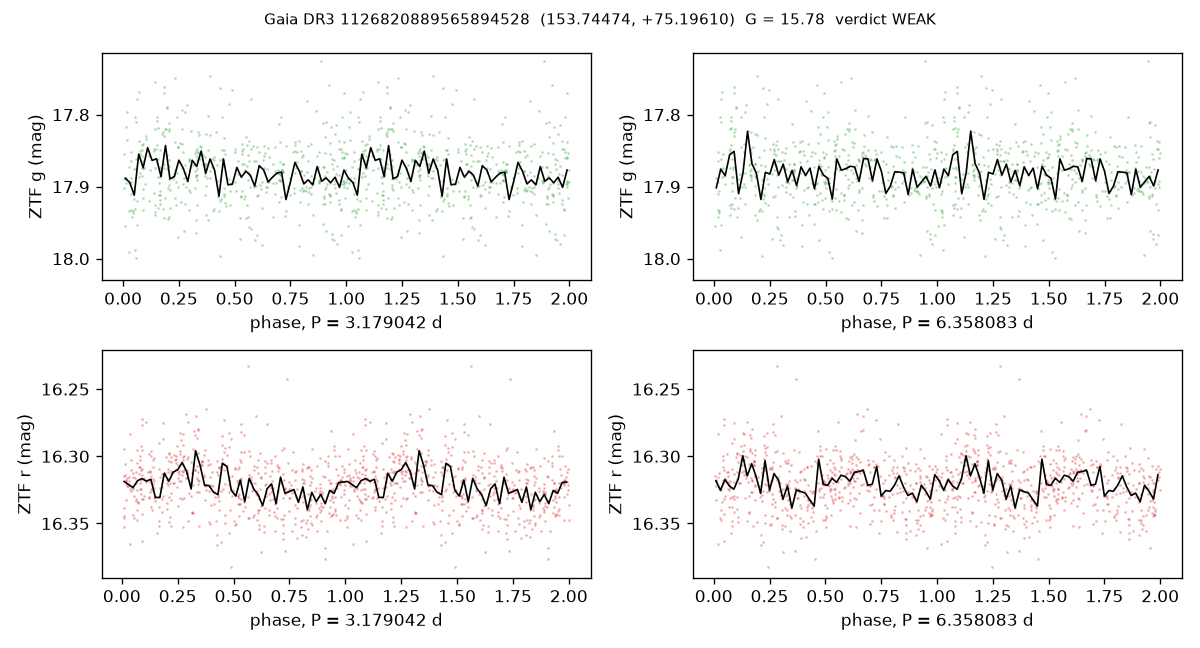 Gaia DR3 1126820889565894528  (153.74474, +75.19610)  G = 15.78  verdict WEAK
ZTF g (mag)
17.8
17.9
18.0
0.00 0.25 0.50 0.75 1.00 1.25 1.50 1.75 2.00
phase, P = 3.179042 d
ZTF g (mag)
17.8
17.9
18.0
0.00 0.25 0.50 0.75 1.00 1.25 1.50 1.75 2.00
phase, P = 6.358083 d
ZTF r (mag)
16.25
16.30
16.35
0.00 0.25 0.50 0.75 1.00 1.25 1.50 1.75 2.00
phase, P = 3.179042 d
ZTF r (mag)
16.25
16.30
16.35
0.00 0.25 0.50 0.75 1.00 1.25 1.50 1.75 2.00
phase, P = 6.358083 d